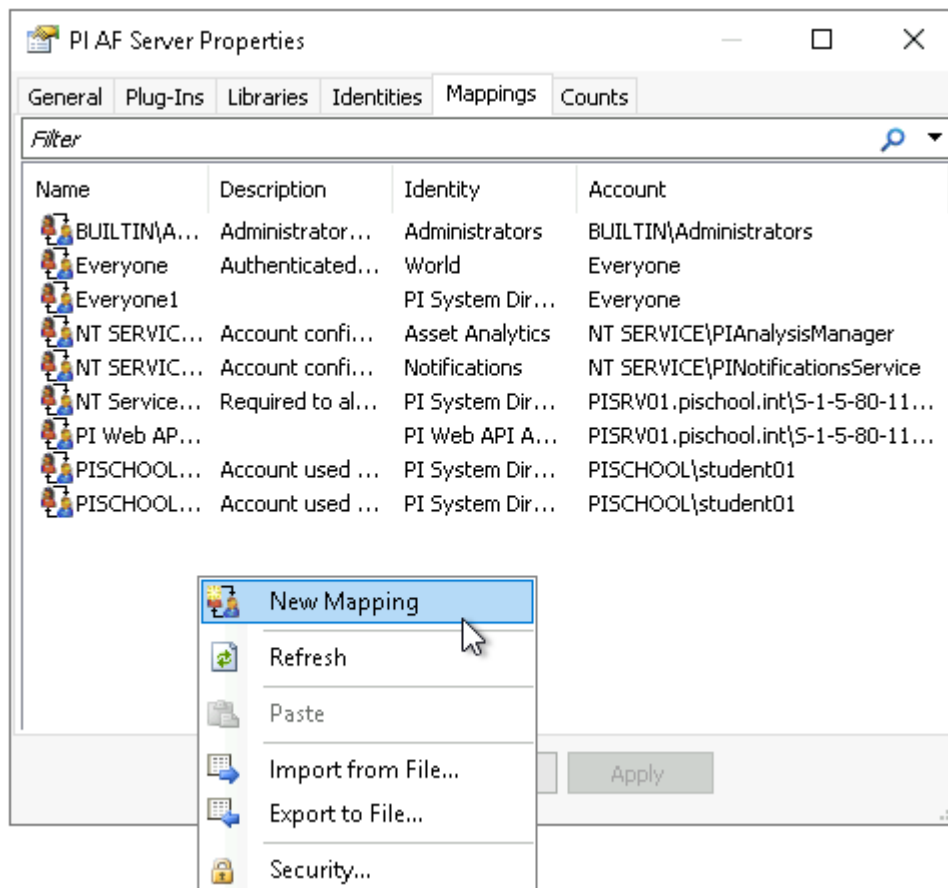 PI AF Server Properties
General Plug-Ins Libraries Identities Mappings Counts
Filter
Name Description Identity Account
BUILTIN\A... Administrator... Administrators BUILTIN\Administrators
Everyone Authenticated... World Everyone
Everyone1 PI System Dir... Everyone
NT SERVIC... Account confi... Asset Analytics NT SERVICE\PIAnalysisManager
NT SERVIC... Account confi... Notifications NT SERVICE\PINotificationsService
NT Service... Required to al... PI System Dir... PISRV01.pischool.int\S-1-5-80-11...
PI Web AP... PI Web API A... PISRV01.pischool.int\S-1-5-80-11...
PISCHOOL... Account used ... PI System Dir... PISCHOOL\student01
PISCHOOL... Account used ... PI System Dir... PISCHOOL\student01
New Mapping
Refresh
Paste
Import from File...
Apply
Export to File...
Security...